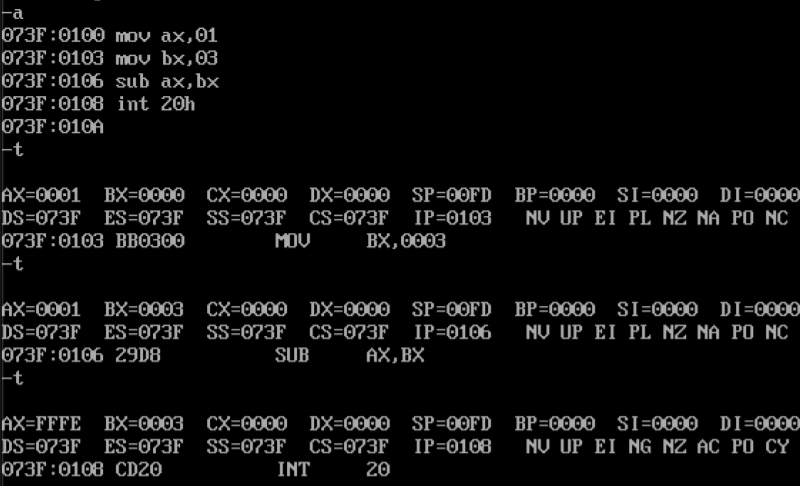 -a
073F:0100 mov ax,01
073F:0103 mov bx,03
073F:0106 sub ax,bx
073F:0108 int 20h
073F:010A
-t
AX=0001 BX=0000 CX=0000 DX=0000 SP=00FD BP=0000 SI=0000 DI=0000
DS=073F ES=073F SS=073F CS=073F IP=0103 NV UP EI PL NZ NA PO NC
073F:0103 BB0300 MOV BX,0003
-t
AX=0001 BX=0003 CX=0000 DX=0000 SP=00FD BP=0000 SI=0000 DI=0000
DS=073F ES=073F SS=073F CS=073F IP=0106 NV UP EI PL NZ NA PO NC
073F:0106 29D8 SUB AX,BX
-t
AX=FFFE BX=0003 CX=0000 DX=0000 SP=00FD BP=0000 SI=0000 DI=0000
DS=073F ES=073F SS=073F CS=073F IP=0108 NV UP EI NG NZ AC PO CY
073F:0108 CD20 INT 20